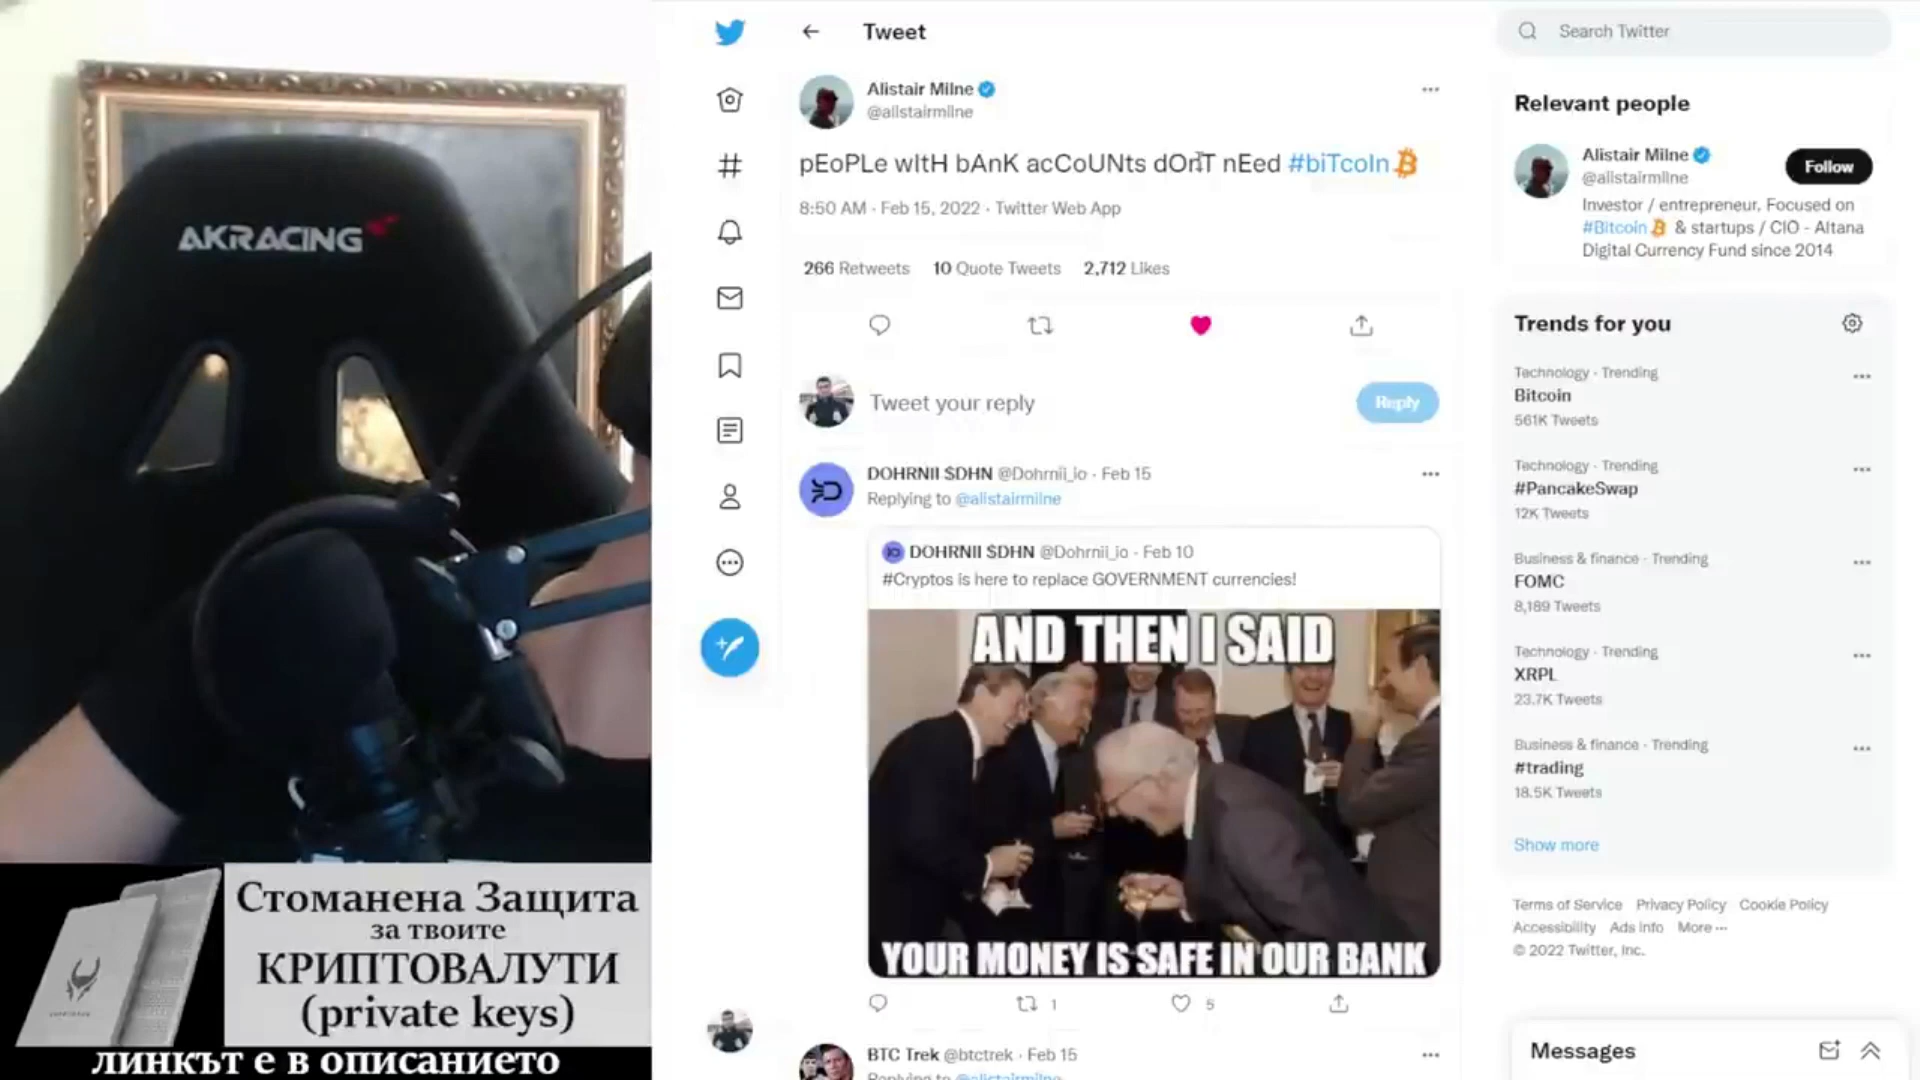 AKRACING
Стоманена Защита
за твоите
КРИПТОВАЛУТИ
(private keys)
линкът е в описанието
Tweet
Alistair Milne
@alistairmilne
pEoPLe wItH bAnK acCoUNts dOnT nEed #biTcoIn
8:50 AM · Feb 15, 2022 · Twitter Web App
266 Retweets 10 Quote Tweets 2,712 Likes
Tweet your reply
Reply
DOHRNII $DHN @Dohrnii_io · Feb 15
Replying to @alistairmilne
DOHRNII $DHN @Dohrnii_io · Feb 10
#Cryptos is here to replace GOVERNMENT currencies!
AND THEN I SAID
YOUR MONEY IS SAFE IN OUR BANK
1
5
BTC Trek @btctrek · Feb 15
Replying to @alistairmilne
Search Twitter
Relevant people
Alistair Milne
@alistairmilne
Follow
Investor / entrepreneur. Focused on
#Bitcoin & startups / CIO - Altana
Digital Currency Fund since 2014
Trends for you
Technology · Trending
Bitcoin
561K Tweets
Technology · Trending
#PancakeSwap
12K Tweets
Business & finance · Trending
FOMC
8,189 Tweets
Technology · Trending
XRPL
23.7K Tweets
Business & finance · Trending
#trading
18.5K Tweets
Show more
Terms of Service Privacy Policy Cookie Policy
Accessibility Ads info More ···
© 2022 Twitter, Inc.
Messages